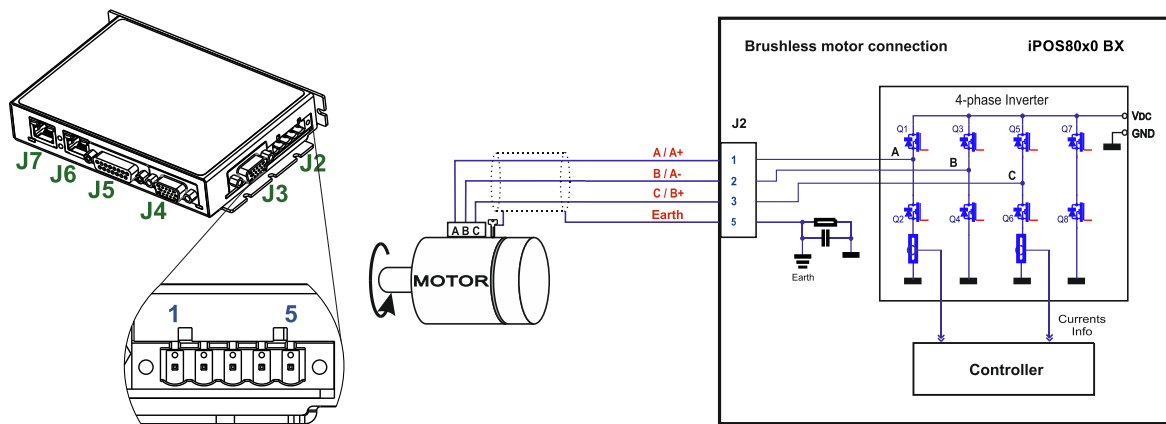 J7
J6
J5
J4
J3
J2
1
5
A B C
MOTOR
Brushless motor connection
iPOS80x0 BX
J2
A / A+
1
B / A-
2
C / B+
3
Earth
5
Earth
4-phase Inverter
Q1
Q3
Q5
Q7
A
B
C
Q2
Q4
Q6
Q8
VDC
GND
Currents
Info
Controller